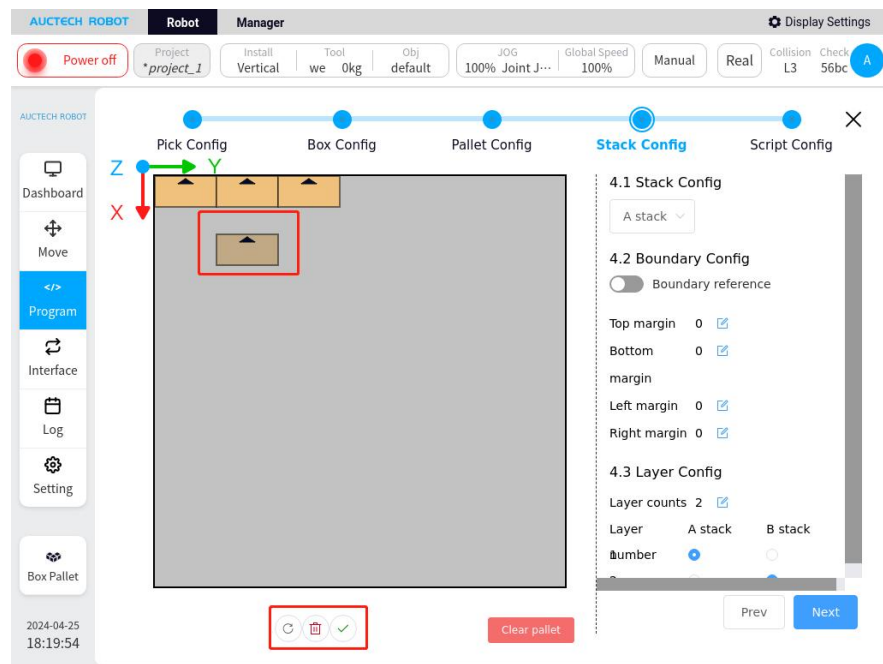 AUCTECH ROBOT Robot Manager Display Settings
Power off
Project
*project_1
Install
Vertical
Tool
we 0kg
Obj
default
JOG
100% Joint J···
Global Speed
100%
Manual
Real
Collision
L3
Check
56bc
A
AUCTECH ROBOT
Dashboard
Move
</>
Program
Interface
Log
Setting
Box Pallet
2024-04-25
18:19:54
Pick Config Box Config Pallet Config Stack Config Script Config
Z Y
X
4.1 Stack Config
A stack
4.2 Boundary Config
Boundary reference
Top margin 0
Bottom 0
margin
Left margin 0
Right margin 0
4.3 Layer Config
Layer counts 2
Layer A stack B stack
number
Clear pallet
Prev Next